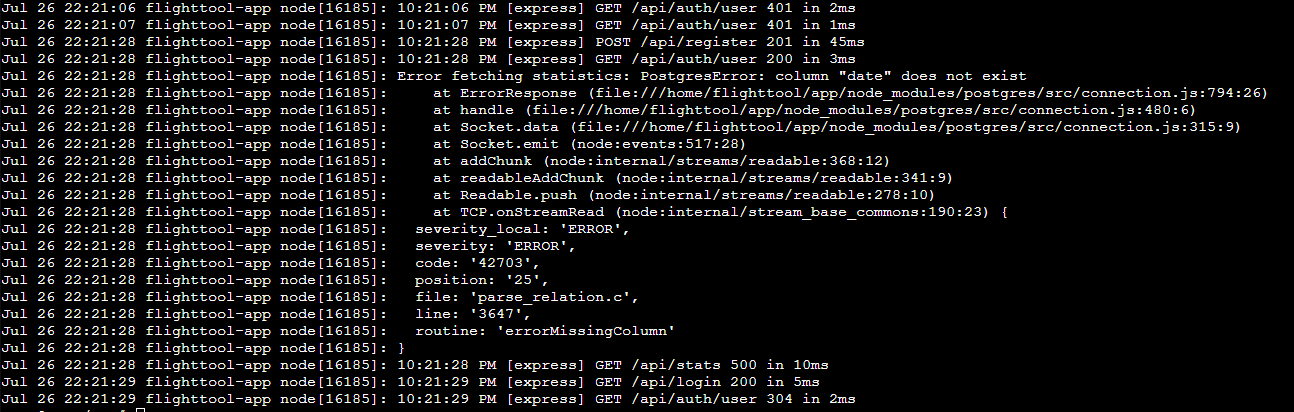 Jul 26 22:21:06 flighttool-app node[16185]: 10:21:06 PM [express] GET /api/auth/user 401 in 2ms
Jul 26 22:21:07 flighttool-app node[16185]: 10:21:07 PM [express] GET /api/auth/user 401 in 1ms
Jul 26 22:21:28 flighttool-app node[16185]: 10:21:28 PM [express] POST /api/register 201 in 45ms
Jul 26 22:21:28 flighttool-app node[16185]: 10:21:28 PM [express] GET /api/auth/user 200 in 3ms
Jul 26 22:21:28 flighttool-app node[16185]: Error fetching statistics: PostgresError: column "date" does not exist
Jul 26 22:21:28 flighttool-app node[16185]:     at ErrorResponse (file:///home/flighttool/app/node_modules/postgres/src/connection.js:794:26)
Jul 26 22:21:28 flighttool-app node[16185]:     at handle (file:///home/flighttool/app/node_modules/postgres/src/connection.js:480:6)
Jul 26 22:21:28 flighttool-app node[16185]:     at Socket.data (file:///home/flighttool/app/node_modules/postgres/src/connection.js:315:9)
Jul 26 22:21:28 flighttool-app node[16185]:     at Socket.emit (node:events:517:28)
Jul 26 22:21:28 flighttool-app node[16185]:     at addChunk (node:internal/streams/readable:368:12)
Jul 26 22:21:28 flighttool-app node[16185]:     at readableAddChunk (node:internal/streams/readable:341:9)
Jul 26 22:21:28 flighttool-app node[16185]:     at Readable.push (node:internal/streams/readable:278:10)
Jul 26 22:21:28 flighttool-app node[16185]:     at TCP.onStreamRead (node:internal/stream_base_commons:190:23) {
Jul 26 22:21:28 flighttool-app node[16185]:   severity_local: 'ERROR',
Jul 26 22:21:28 flighttool-app node[16185]:   severity: 'ERROR',
Jul 26 22:21:28 flighttool-app node[16185]:   code: '42703',
Jul 26 22:21:28 flighttool-app node[16185]:   position: '25',
Jul 26 22:21:28 flighttool-app node[16185]:   file: 'parse_relation.c',
Jul 26 22:21:28 flighttool-app node[16185]:   line: '3647',
Jul 26 22:21:28 flighttool-app node[16185]:   routine: 'errorMissingColumn'
Jul 26 22:21:28 flighttool-app node[16185]: }
Jul 26 22:21:28 flighttool-app node[16185]: 10:21:28 PM [express] GET /api/stats 500 in 10ms
Jul 26 22:21:29 flighttool-app node[16185]: 10:21:29 PM [express] GET /api/login 200 in 5ms
Jul 26 22:21:29 flighttool-app node[16185]: 10:21:29 PM [express] GET /api/auth/user 304 in 2ms